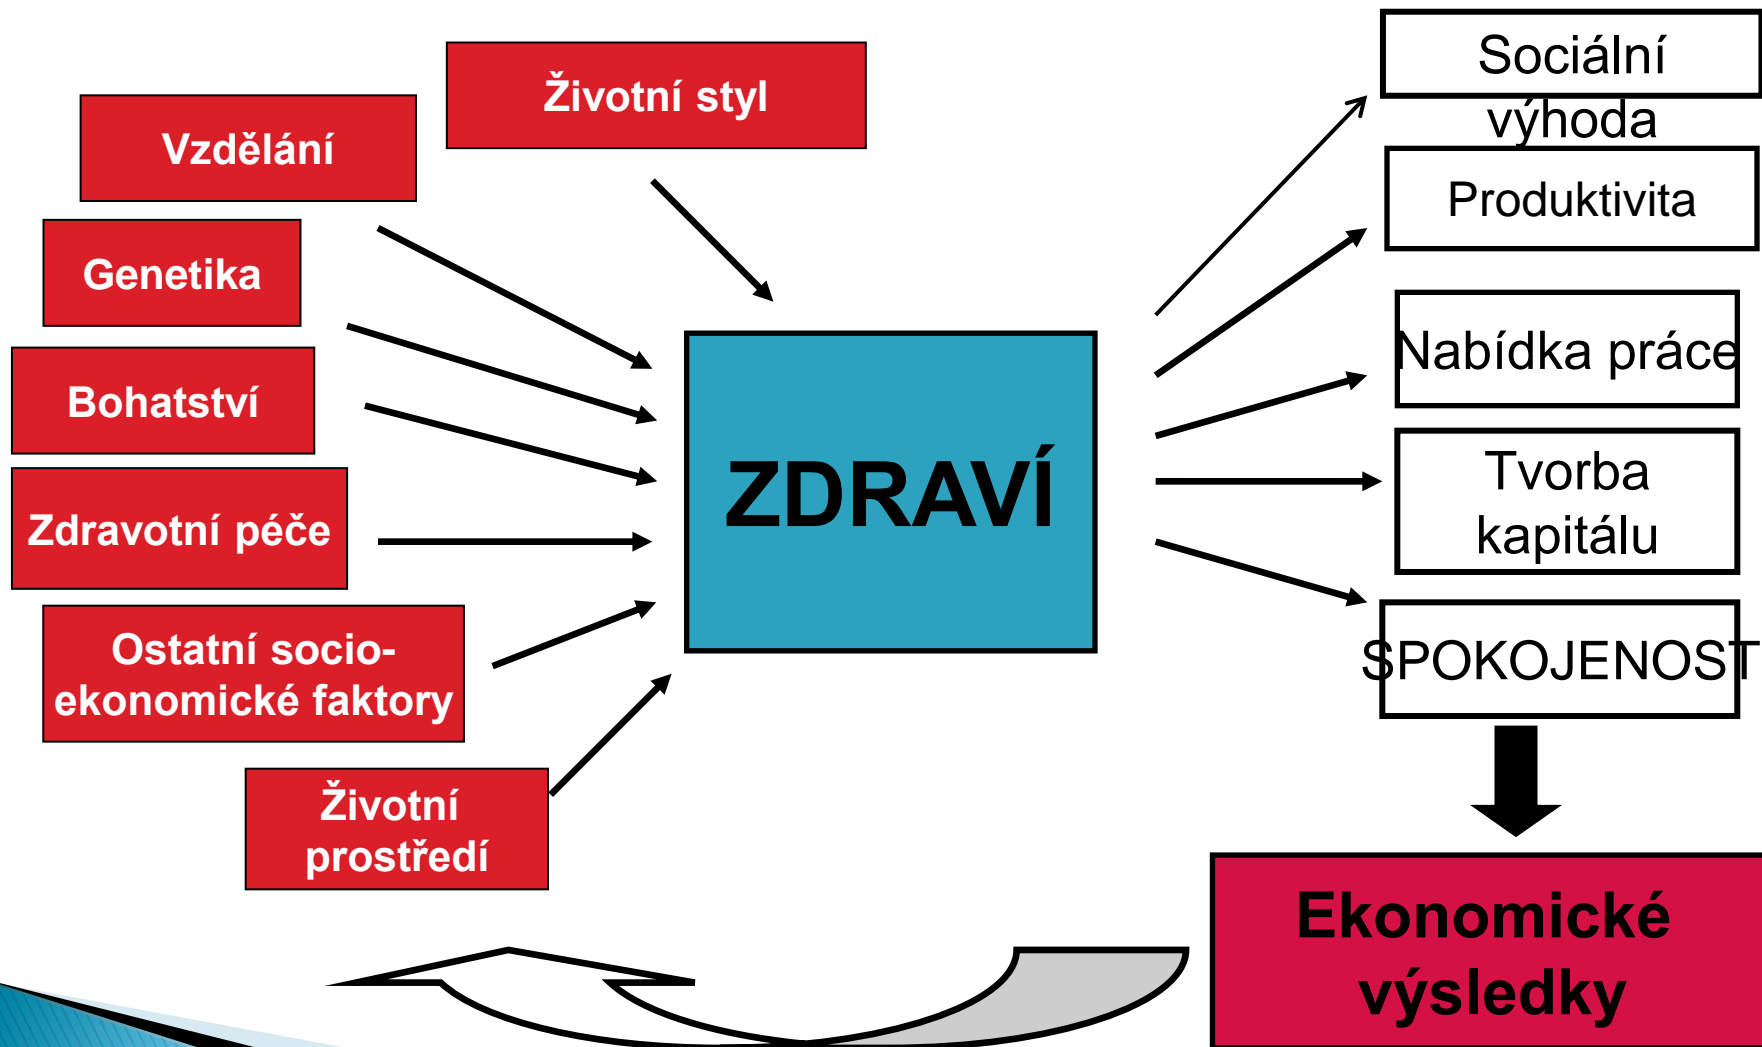 Životní styl
Vzdělání
Genetika
Bohatství
Zdravotní péče
Ostatní socio-
ekonomické faktory
Životní
prostředí
ZDRAVÍ
Sociální
výhoda
Produktivita
Nabídka práce
Tvorba
kapitálu
SPOKOJENOST
Ekonomické
výsledky